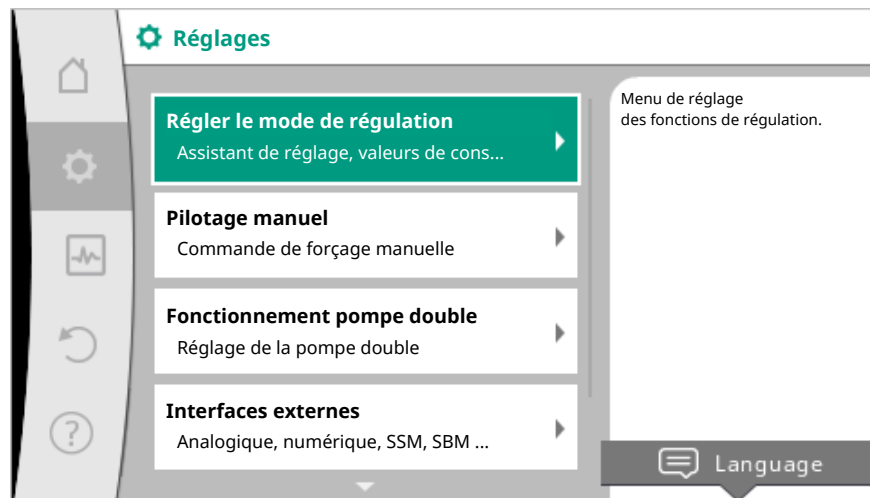 Réglages
Régler le mode de régulation
Assistant de réglage, valeurs de cons...
Pilotage manuel
Commande de forçage manuelle
Fonctionnement pompe double
Réglage de la pompe double
Interfaces externes
Analogique, numérique, SSM, SBM ...
Menu de réglage
des fonctions de régulation.
Language